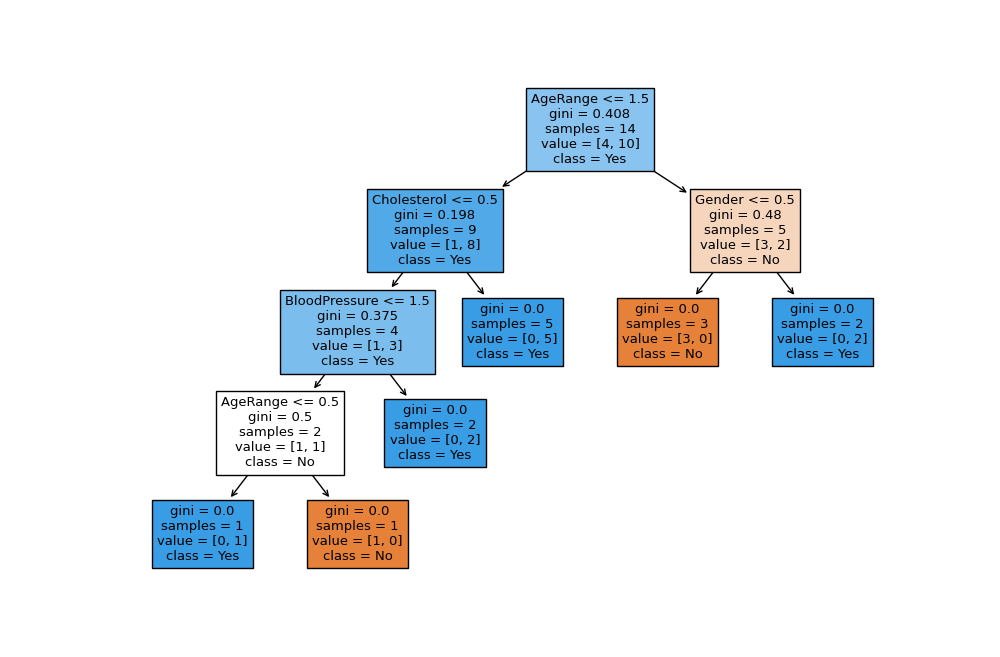 AgeRange <= 1.5
gini = 0.408
samples = 14
value = [4, 10]
class = Yes
Cholesterol <= 0.5
gini = 0.198
samples = 9
value = [1, 8]
class = Yes
Gender <= 0.5
gini = 0.48
samples = 5
value = [3, 2]
class = No
BloodPressure <= 1.5
gini = 0.375
samples = 4
value = [1, 3]
class = Yes
gini = 0.0
samples = 5
value = [0, 5]
class = Yes
gini = 0.0
samples = 3
value = [3, 0]
class = No
gini = 0.0
samples = 2
value = [0, 2]
class = Yes
AgeRange <= 0.5
gini = 0.5
samples = 2
value = [1, 1]
class = No
gini = 0.0
samples = 2
value = [0, 2]
class = Yes
gini = 0.0
samples = 1
value = [0, 1]
class = Yes
gini = 0.0
samples = 1
value = [1, 0]
class = No